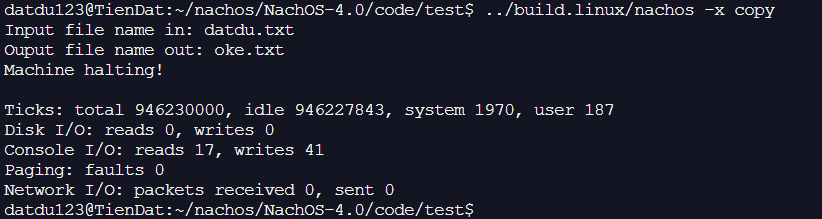 datdu123@TienDat:~/nachos/NachOS-4.0/code/test$ ../build.linux/nachos -x copy
Input file name in: datdu.txt
Ouput file name out: oke.txt
Machine halting!
Ticks: total 946230000, idle 946227843, system 1970, user 187
Disk I/O: reads 0, writes 0
Console I/O: reads 17, writes 41
Paging: faults 0
Network I/O: packets received 0, sent 0
datdu123@TienDat:~/nachos/NachOS-4.0/code/test$